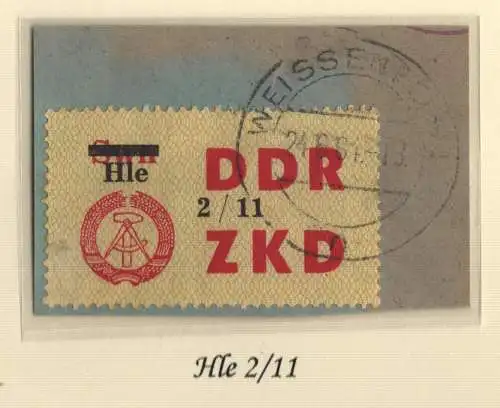 Hle
DDR
2 / 11
ZKD
WEISSEN
Hle 2/11